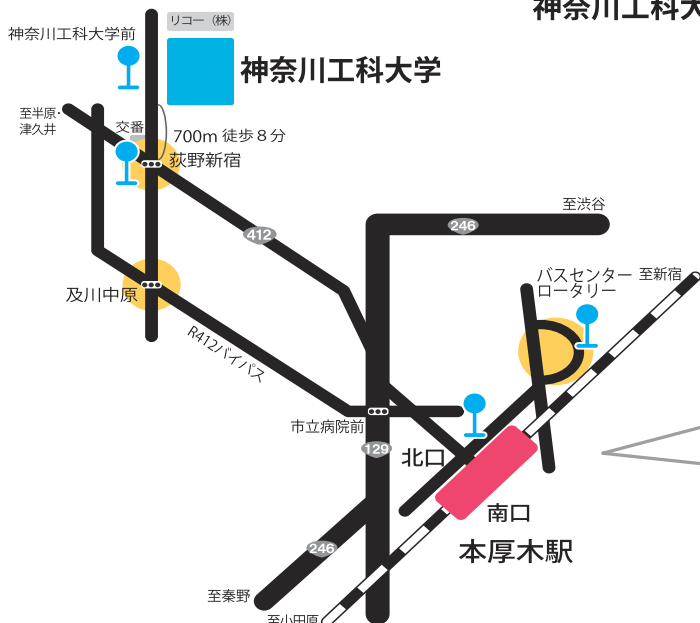 神奈川工科大
リコー（株）
神奈川工科大学前
神奈川工科大学
至半原・
津久井
交番
700m 徒歩８分
荻野新宿
412
246
至渋谷
バスセンター
ロータリー
至新宿
及川中原
R412バイパス
市立病院前
129
北口
南口
本厚木駅
246
至秦野
至小田原